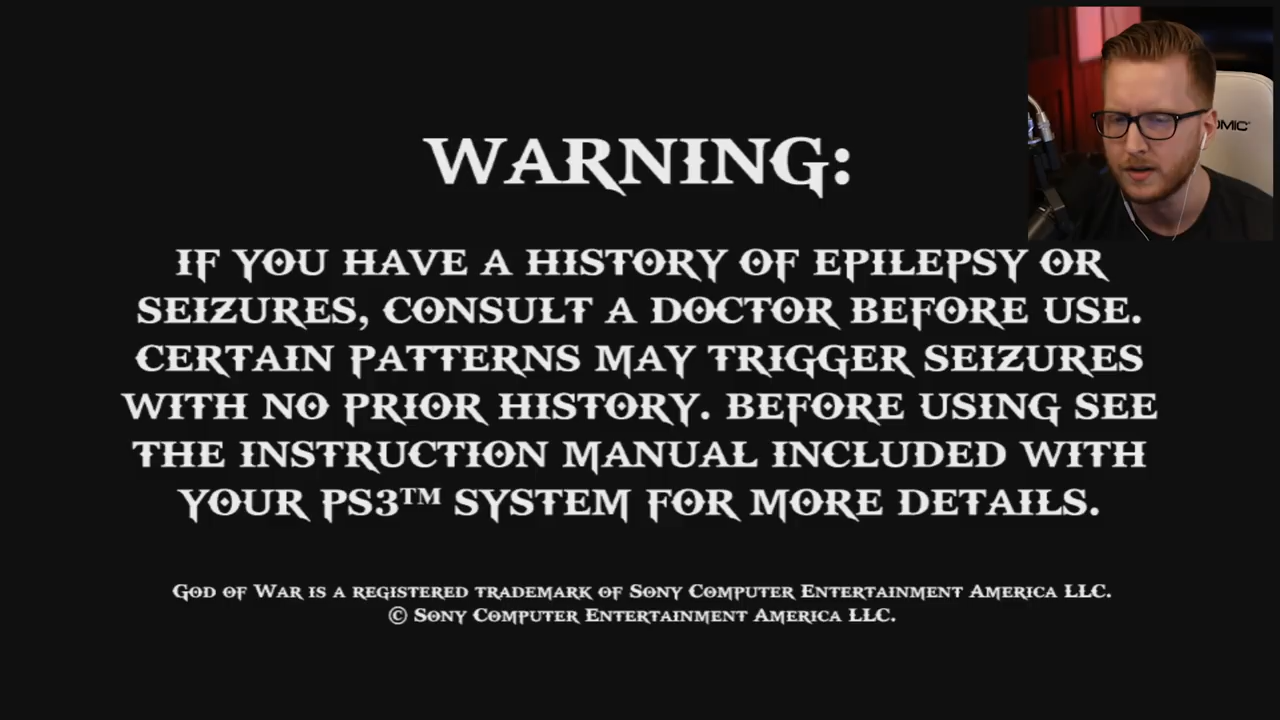 WARNING:
IF YOU HAVE A HISTORY OF EPILEPSY OR
SEIZURES, CONSULT A DOCTOR BEFORE USE.
CERTAIN PATTERNS MAY TRIGGER SEIZURES
WITH NO PRIOR HISTORY. BEFORE USING SEE
THE INSTRUCTION MANUAL INCLUDED WITH
YOUR PS3™ SYSTEM FOR MORE DETAILS.
GOD OF WAR IS A REGISTERED TRADEMARK OF SONY COMPUTER ENTERTAINMENT AMERICA LLC.
© SONY COMPUTER ENTERTAINMENT AMERICA LLC.